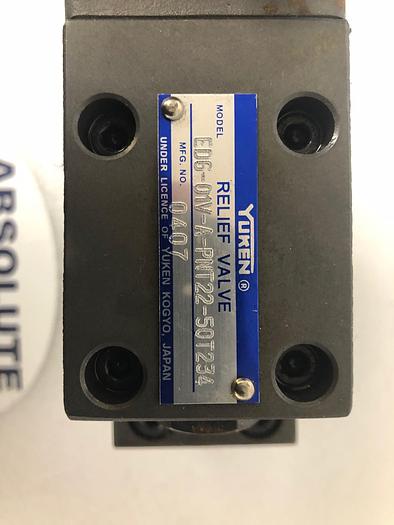 YUKEN ®
RELIEF VALVE
MODEL EDG-01V-A-PNT22-50T234
MFG. NO. 0407
UNDER LICENCE OF YUKEN KOGYO, JAPAN
ABSOLUTE